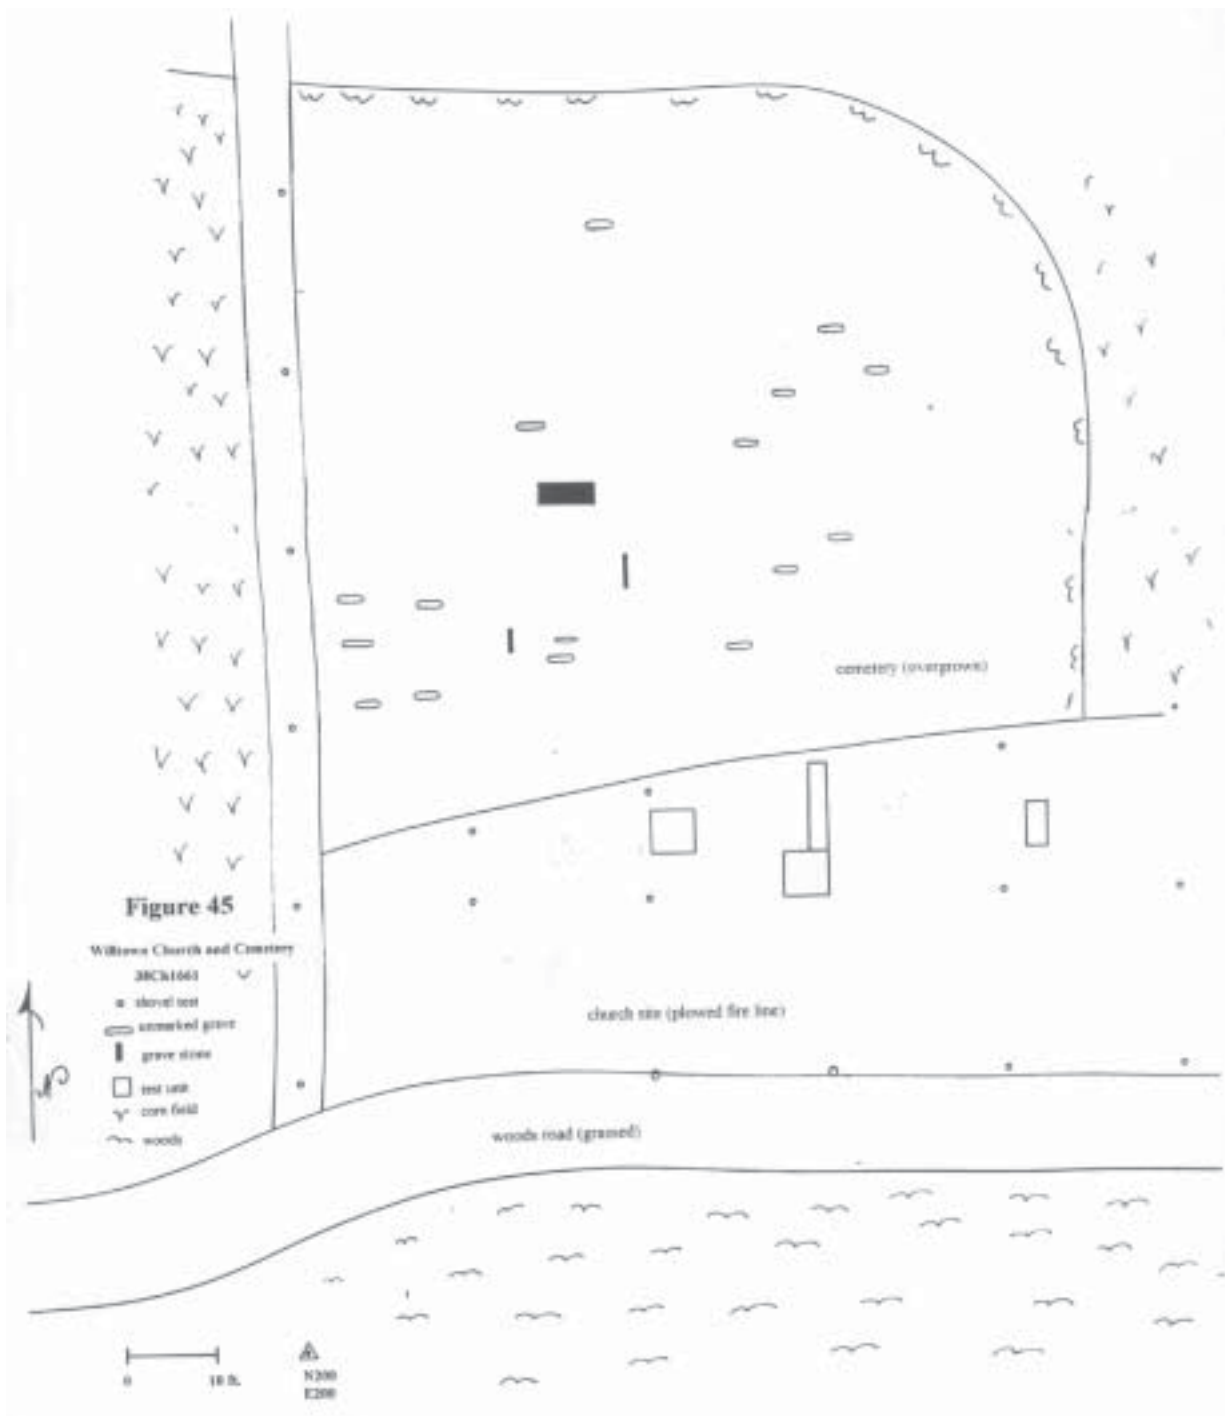 cemetery (overgrown)
Figure 45
Willtown Church and Cemetery
38Ch1661
shovel test
unmarked grave
grave stone
test unit
corn field
woods
church site (plowed fire line)
woods road (grassed)
0 10 ft.
N200
E200